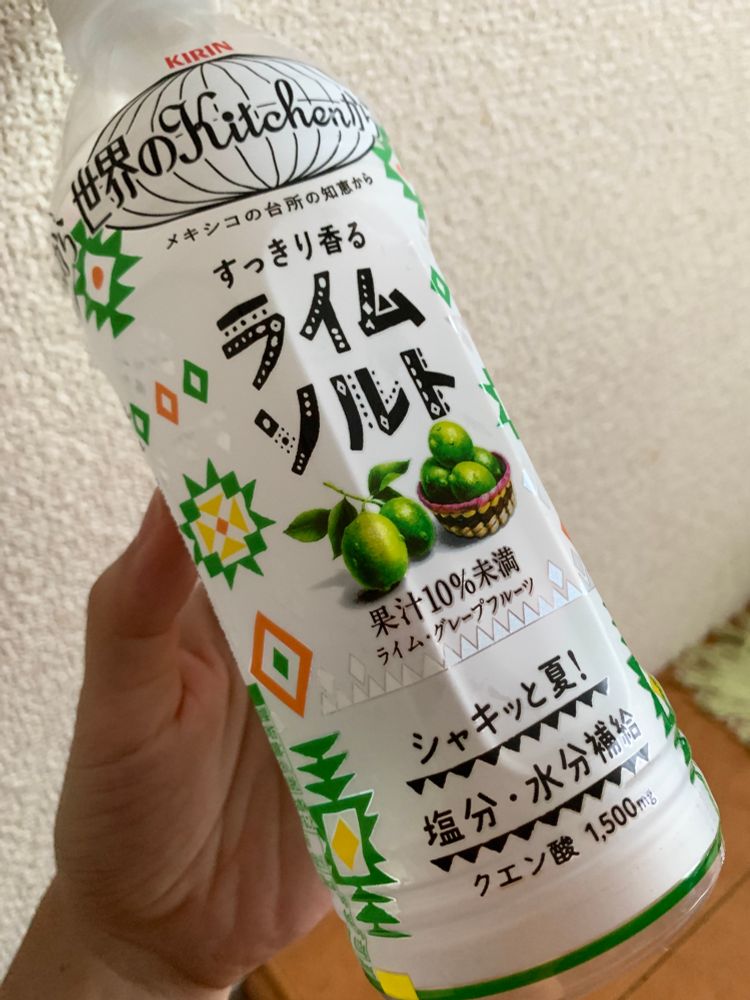 KIRIN
世界のKitchenから
メキシコの台所の知恵から
すっきり香る
ライム
ソルト
果汁10%未満
ライム・グレープフルーツ
シャキッと夏!
塩分・水分補給
クエン酸 1,500mg